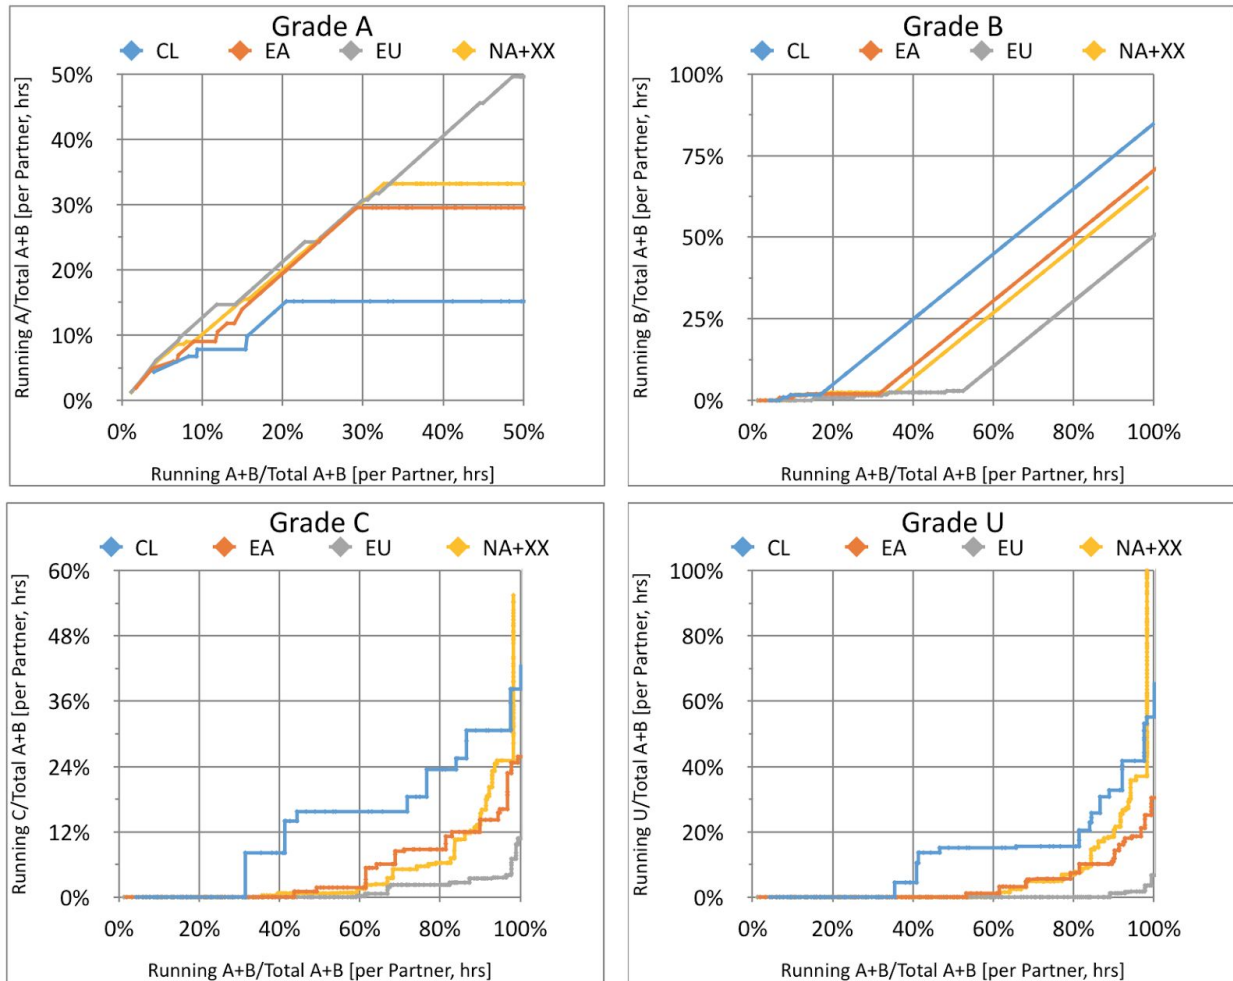 Grade A
CL EA EU NA+XX
Running A/Total A+B [per Partner, hrs]
50%
40%
30%
20%
10%
0%
0% 10% 20% 30% 40% 50%
Running A+B/Total A+B [per Partner, hrs]
Grade B
CL EA EU NA+XX
Running B/Total A+B [per Partner, hrs]
100%
75%
50%
25%
0%
0% 20% 40% 60% 80% 100%
Running A+B/Total A+B [per Partner, hrs]
Grade C
CL EA EU NA+XX
Running C/Total A+B [per Partner, hrs]
60%
48%
36%
24%
12%
0%
0% 20% 40% 60% 80% 100%
Running A+B/Total A+B [per Partner, hrs]
Grade U
CL EA EU NA+XX
Running U/Total A+B [per Partner, hrs]
100%
80%
60%
40%
20%
0%
0% 20% 40% 60% 80% 100%
Running A+B/Total A+B [per Partner, hrs]